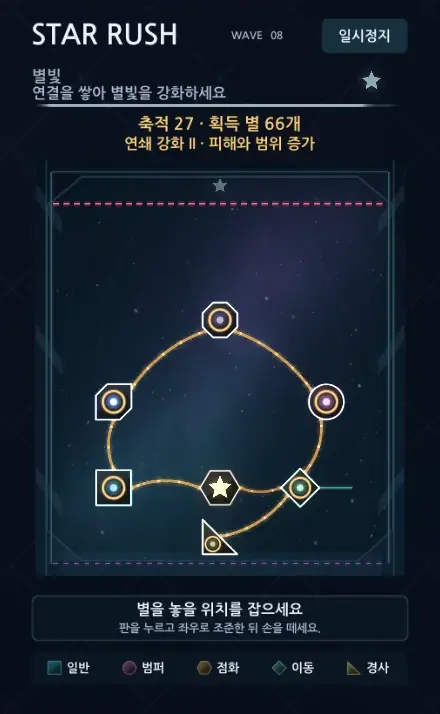 STAR RUSH
WAVE 08
일시정지
별빛
연결을 쌓아 별빛을 강화하세요
축적 27 · 획득 별 66개
연쇄 강화 II · 피해와 범위 증가
별을 놓을 위치를 잡으세요
판을 누르고 좌우로 조준한 뒤 손을 떼세요.
일반
범퍼
점화
이동
경사